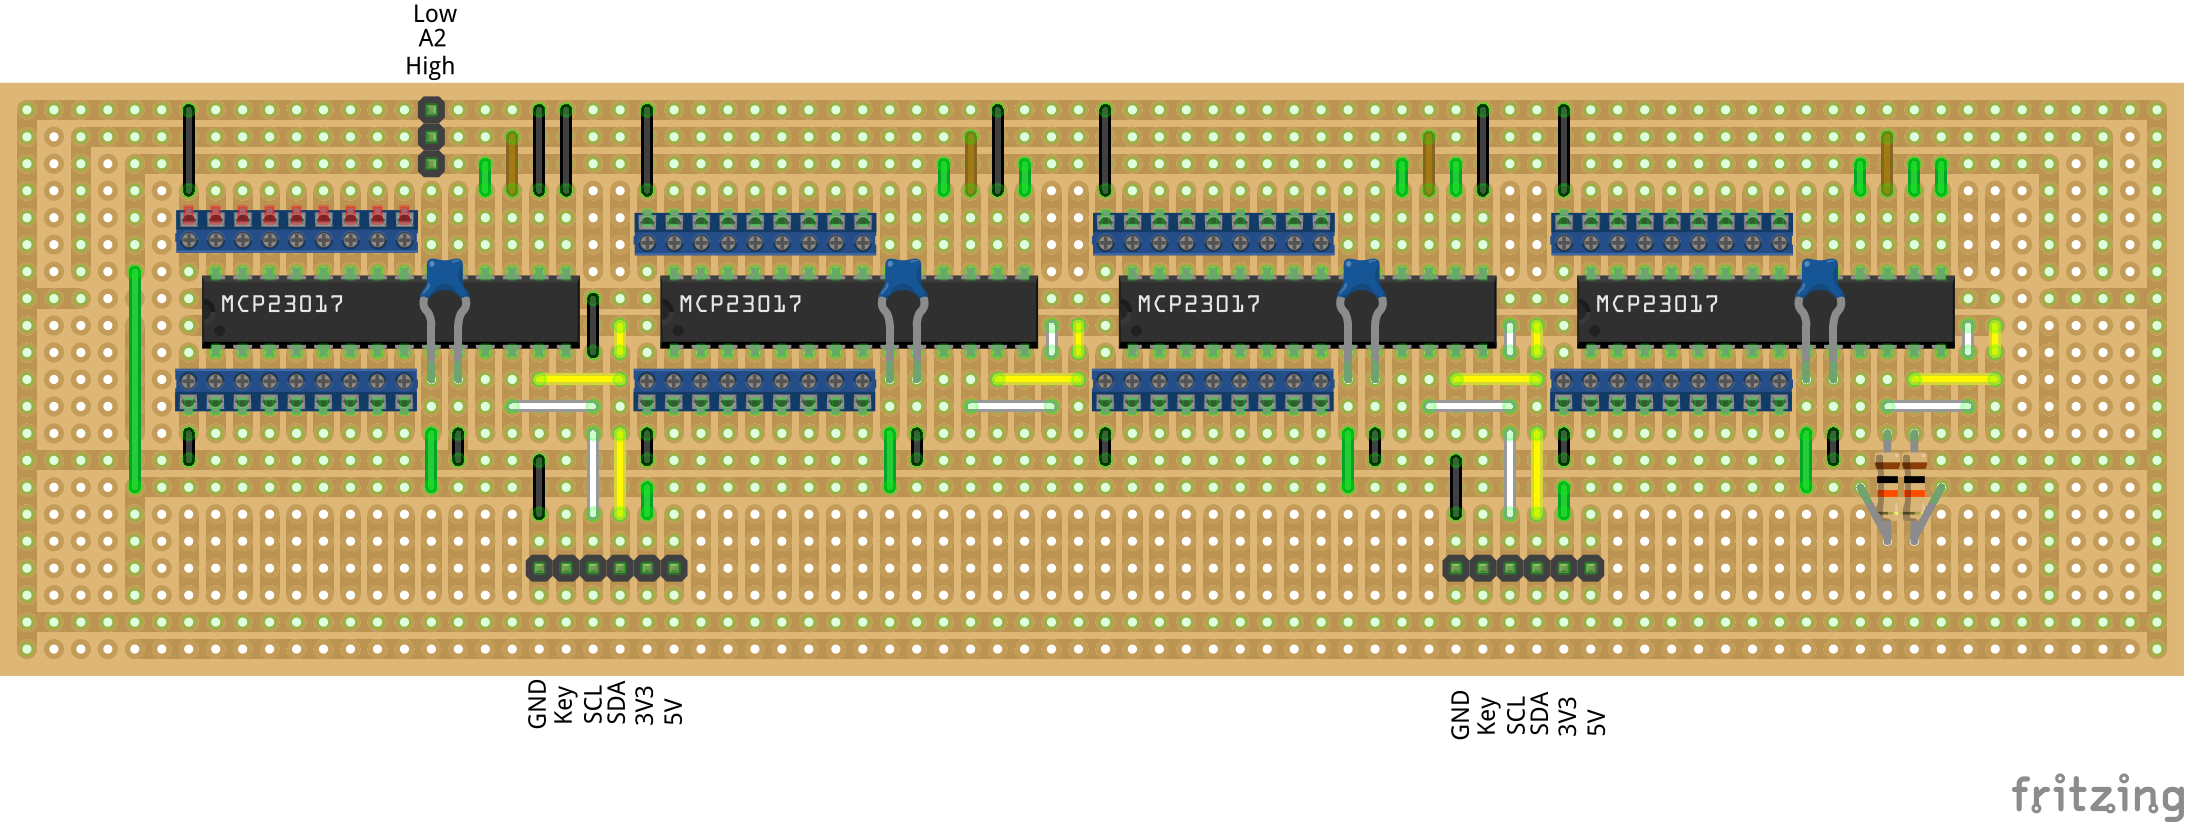 Low
A2
High
MCP23017
MCP23017
MCP23017
MCP23017
GND
Key
SCL
SDA
3V3
5V
GND
Key
SCL
SDA
3V3
5V
fritzing